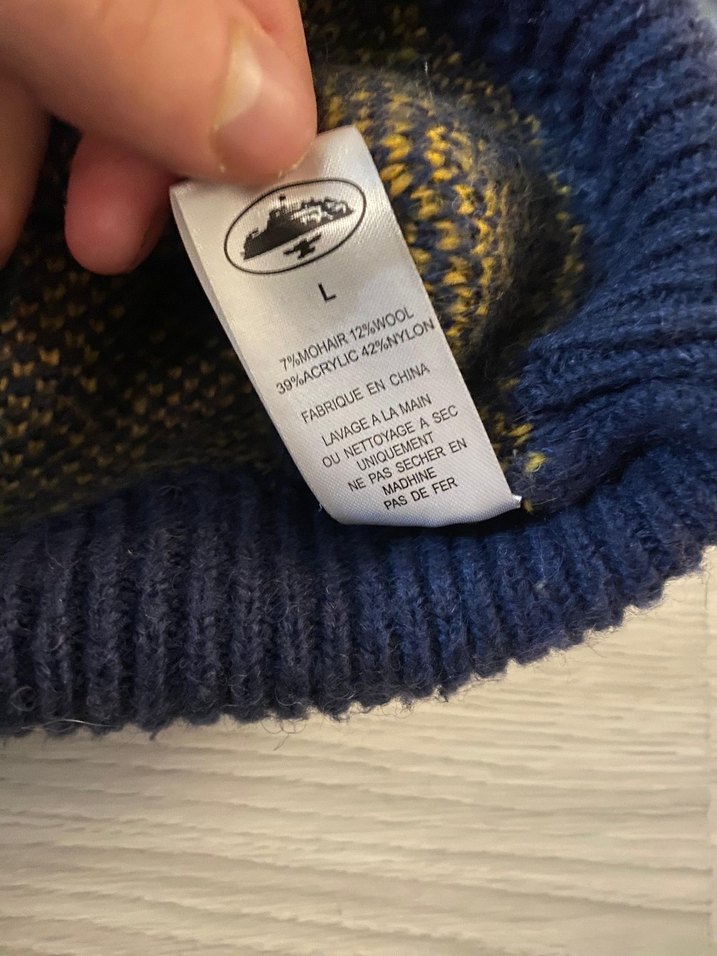 L
7%MOHAIR 12%WOOL
39%ACRYLIC 42%NYLON
FABRIQUE EN CHINA
LAVAGE A LA MAIN
OU NETTOYAGE A SEC
UNIQUEMENT
NE PAS SECHER EN
MADHINE
PAS DE FER